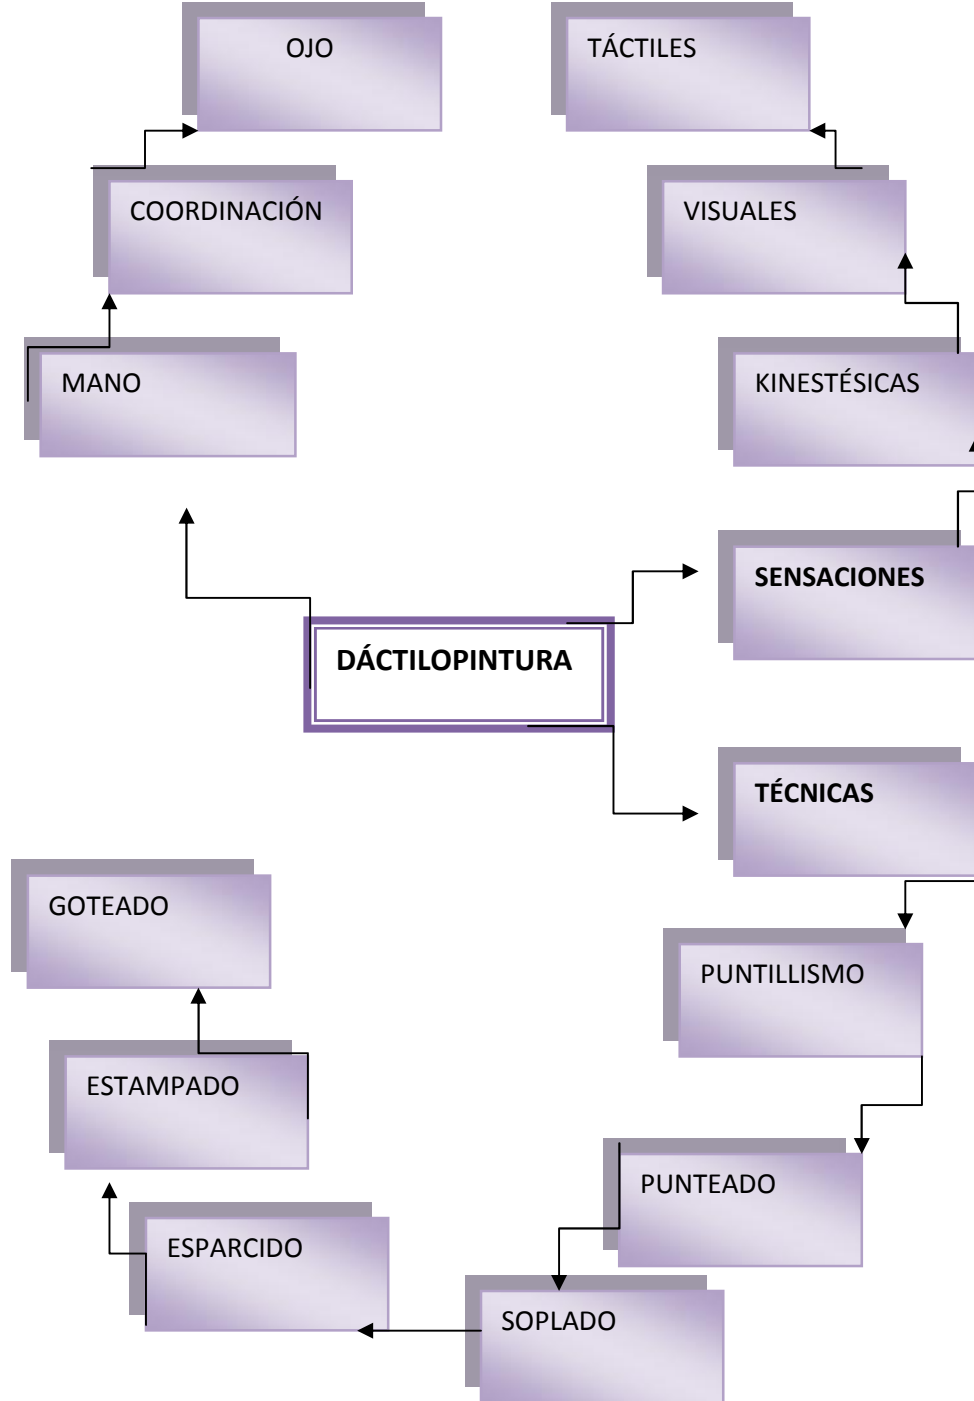 OJO
TÁCTILES
COORDINACIÓN
VISUALES
MANO
KINESTÉSICAS
SENSACIONES
DÁCTILOPINTURA
TÉCNICAS
GOTEADO
PUNTILLISMO
ESTAMPADO
PUNTEADO
ESPARCIDO
SOPLADO